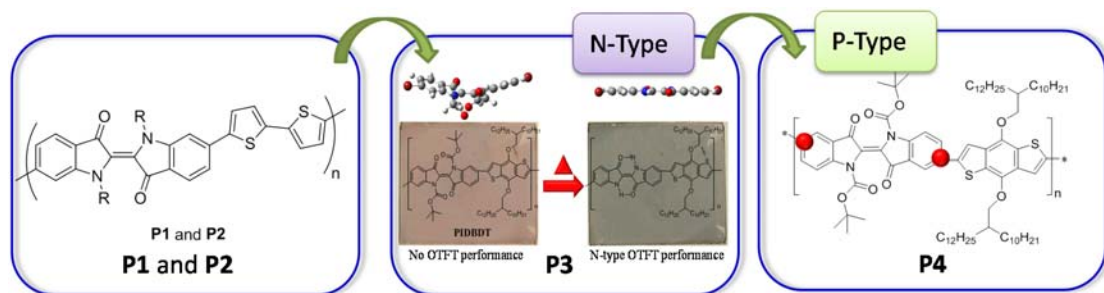 N-Type
P-Type
R
N
O
S
S
O
N
R
n
P1 and P2
P1 and P2
PIDBDT
No OTFT performance
N-type OTFT performance
P3
O
O
O
N
C12H25
C10H21
O
S
*
*
N
O
O
O
S
O
n
C12H25
C10H21
P4